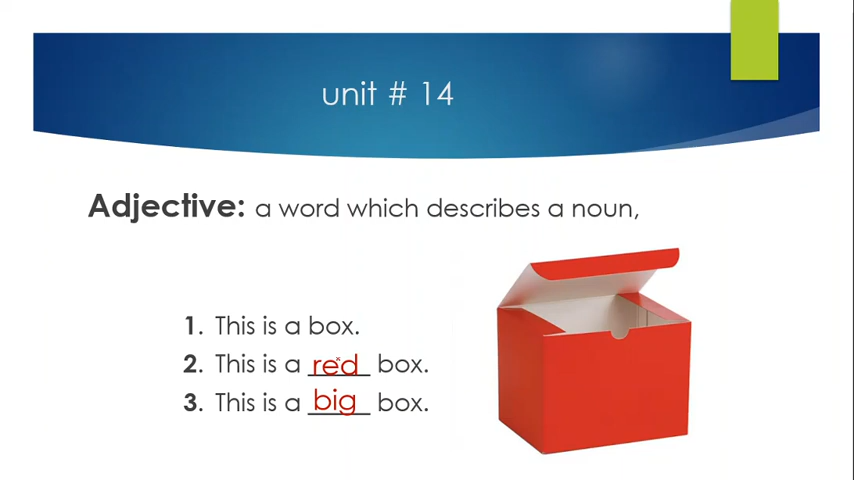 unit # 14
Adjective: a word which describes a noun,
1. This is a box.
2. This is a red box.
3. This is a big box.